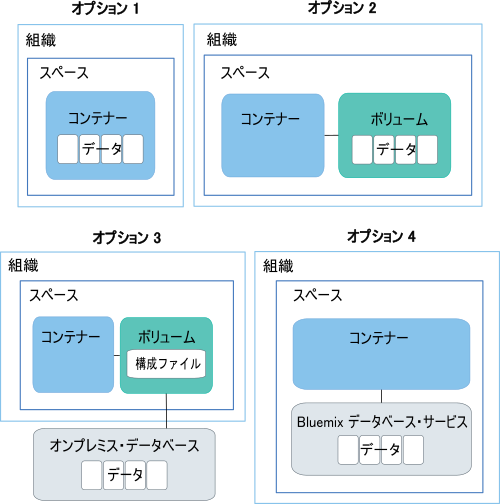 オプション 1
組織
スペース
コンテナー
データ
オプション 2
組織
スペース
コンテナー
ボリューム
データ
オプション 3
組織
スペース
コンテナー
ボリューム
構成ファイル
オンプレミス・データベース
データ
オプション 4
組織
スペース
コンテナー
Bluemix データベース・サービス
データ